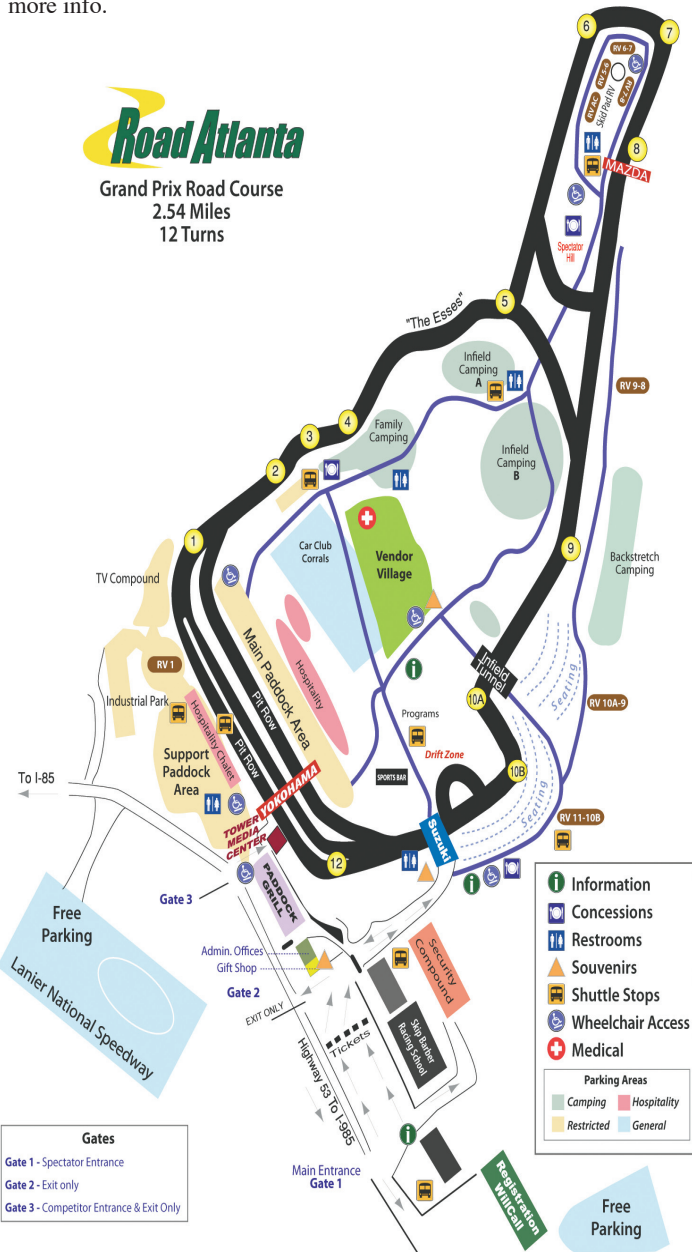 more info.
Road Atlanta
Grand Prix Road Course
2.54 Miles
12 Turns
6
7
RV 6-7
RV 5-6
RV 7-8
RV AC
Skid Pad RV
8
MAZDA
Spectator
Hill
5
"The Esses"
Infield
Camping
A
RV 9-8
4
3
Family
Camping
2
Infield
Camping
B
1
Car Club
Corrals
Vendor
Village
9
Backstretch
Camping
TV Compound
RV 1
Main Paddock Area
Hospitality
Infield
Tunnel
Seating
Industrial Park
Hospitality Chalet
Pit Row
Pit Row
10A
RV 10A-9
Programs
Support
Paddock
Area
Drift Zone
SPORTS BAR
10B
To I-85
YOKOHAMA
Seating
TOWER
MEDIA
CENTER
Suzuki
RV 11-10B
12
PADDOCK
GRILL
Gate 3
Free
Parking
Lanier National Speedway
Admin. Offices
Gift Shop
Security
Compound
Gate 2
EXIT ONLY
Tickets
Skip Barber
Racing School
Highway 53 To I-985
Main Entrance
Gate 1
Registration
WillCall
Free
Parking
Information
Concessions
Restrooms
Souvenirs
Shuttle Stops
Wheelchair Access
Medical
Parking Areas
Camping
Hospitality
Restricted
General
Gates
Gate 1 - Spectator Entrance
Gate 2 - Exit only
Gate 3 - Competitor Entrance & Exit Only